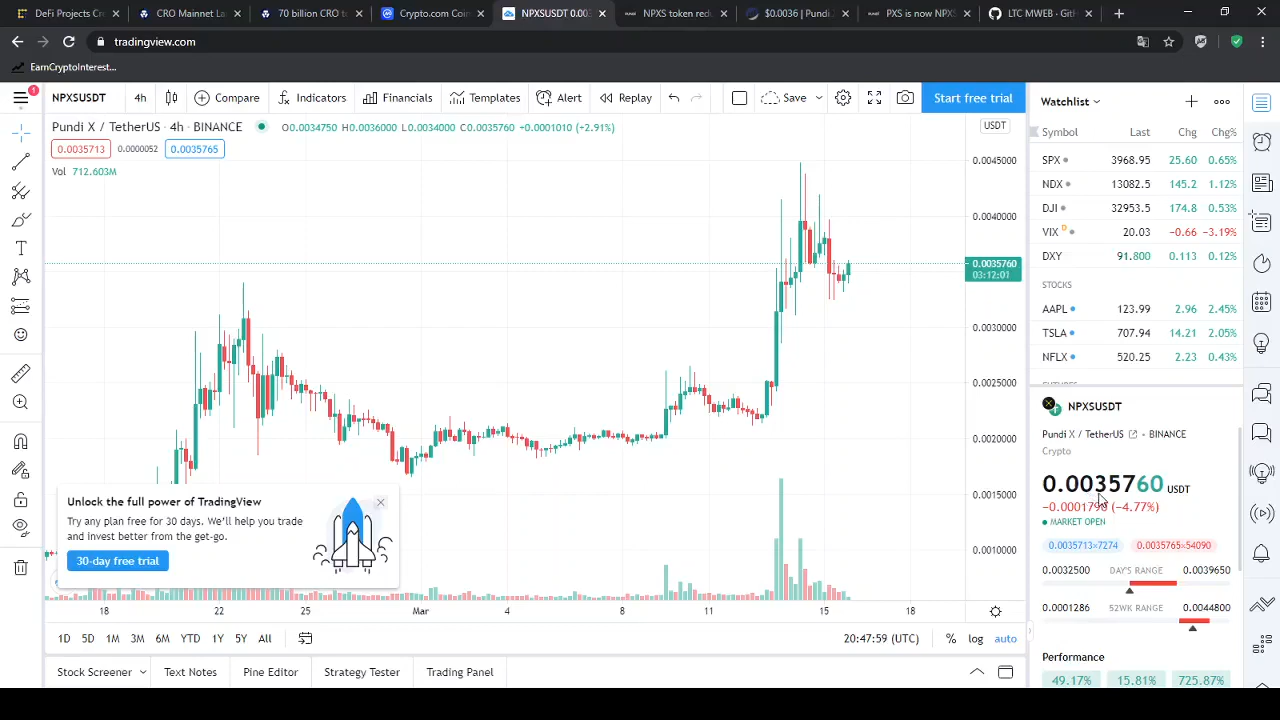 DeFi Projects Cr
CRO Mainnet La
70 billion CRO to
Crypto.com Coin
NPXSUSDT 0.00
NPXS token red
$0.0036 | Pundi
PXS is now NPX
LTC MWEB - Git
tradingview.com
EarnCryptoInterest...
1
NPXSUSDT
4h
Compare
Indicators
Financials
Templates
Alert
Replay
Save
Start free trial
Pundi X / TetherUS · 4h · BINANCE
O0.0034750 H0.0036000 L0.0034000 C0.0035760 +0.0001010 (+2.91%)
0.0035713
0.0000052
0.0035765
Vol 712.603M
USDT
0.0045000
0.0040000
0.0035760
03:12:01
0.0030000
0.0025000
0.0020000
0.0015000
0.0010000
Unlock the full power of TradingView
Try any plan free for 30 days. We'll help you trade
and invest better from the get-go.
30-day free trial
18
22
25
Mar
4
8
11
15
18
1D
5D
1M
3M
6M
YTD
1Y
5Y
All
20:47:59 (UTC)
%
log
auto
Stock Screener
Text Notes
Pine Editor
Strategy Tester
Trading Panel
Watchlist
Symbol Last Chg Chg%
SPX 3968.95 25.60 0.65%
NDX 13082.5 145.2 1.12%
DJI 32953.5 174.8 0.53%
VIX D 20.03 −0.66 −3.19%
DXY 91.800 0.113 0.12%
STOCKS
AAPL 123.99 2.96 2.45%
TSLA 707.94 14.21 2.05%
NFLX 520.25 2.23 0.43%
NPXSUSDT
Pundi X / TetherUS • BINANCE
Crypto
0.0035760 USDT
−0.0001790 (−4.77%)
MARKET OPEN
0.0035713×7274
0.0035765×54090
0.0032500 DAY'S RANGE 0.0039650
0.0001286 52WK RANGE 0.0044800
Performance
49.17%
15.81%
725.87%